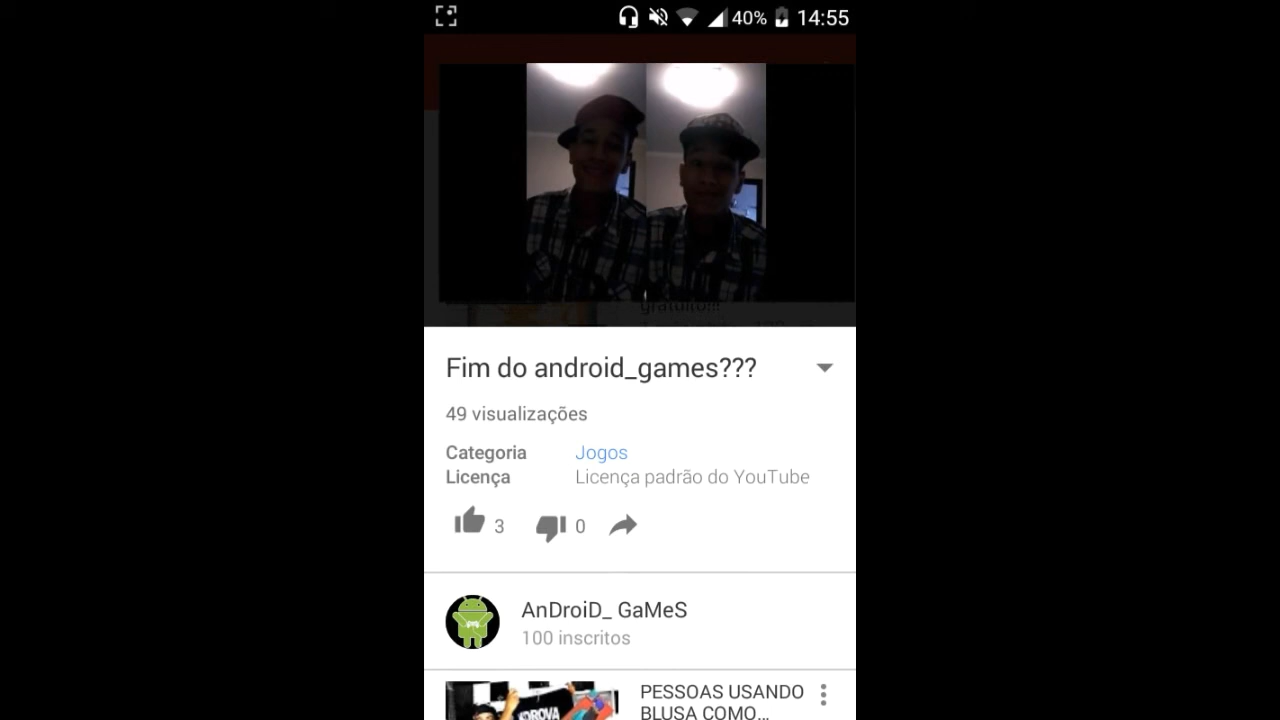 40% 14:55
gratuito!!!
Fim do android_games???
49 visualizações
Categoria Jogos
Licença Licença padrão do YouTube
3 0
AnDroiD_ GaMeS
100 inscritos
PESSOAS USANDO
BLUSA COMO...